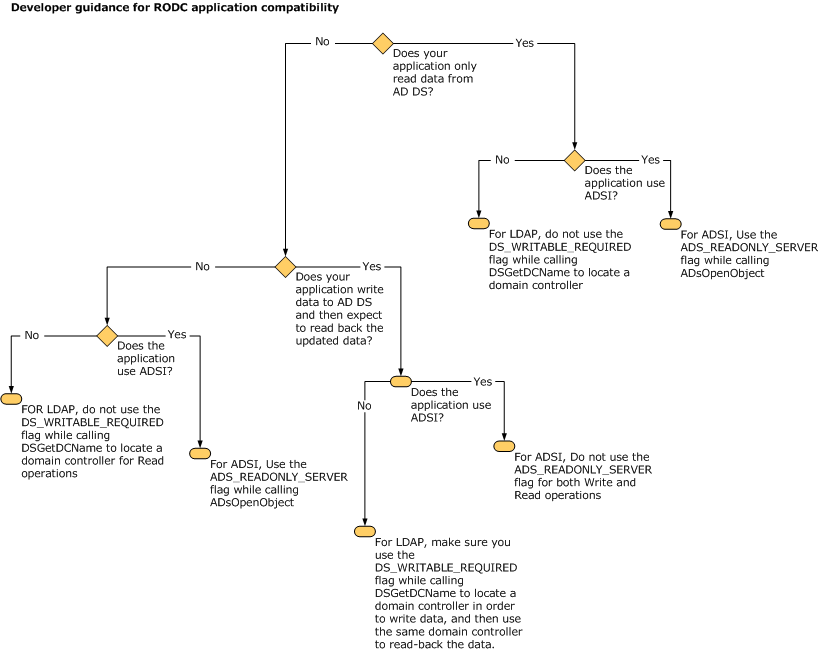 Developer guidance for RODC application compatibility
No
Yes
Does your
application only
read data from
AD DS?
No
Yes
Does the
application use
ADSI?
For LDAP, do not use the
DS_WRITABLE_REQUIRED
flag while calling
DSGetDCName to locate a
domain controller
For ADSI, Use the
ADS_READONLY_SERVER
flag while calling
ADsOpenObject
No
Yes
Does your
application write
data to AD DS
and then expect
to read back the
updated data?
No
Yes
Does the
application
use ADSI?
FOR LDAP, do not use the
DS_WRITABLE_REQUIRED
flag while calling
DSGetDCName to locate a
domain controller for Read
operations
For ADSI, Use the
ADS_READONLY_SERVER
flag while calling
ADsOpenObject
No
Yes
Does the
application use
ADSI?
For ADSI, Do not use the
ADS_READONLY_SERVER
flag for both Write and
Read operations
For LDAP, make sure you
use the
DS_WRITABLE_REQUIRED
flag while calling
DSGetDCName to locate a
domain controller in order
to write data, and then use
the same domain controller
to read-back the data.